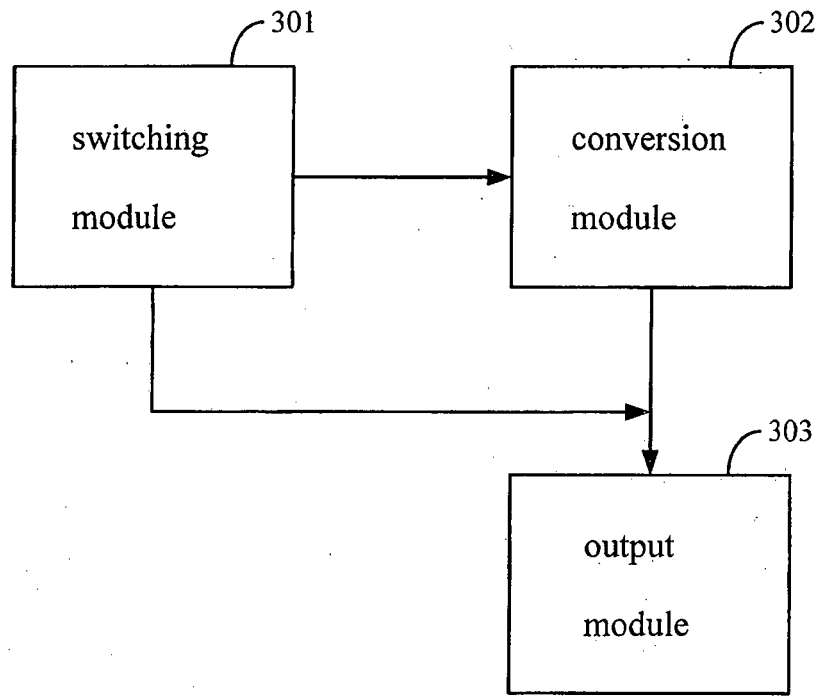 301
302
switching
module
conversion
module
303
output
module